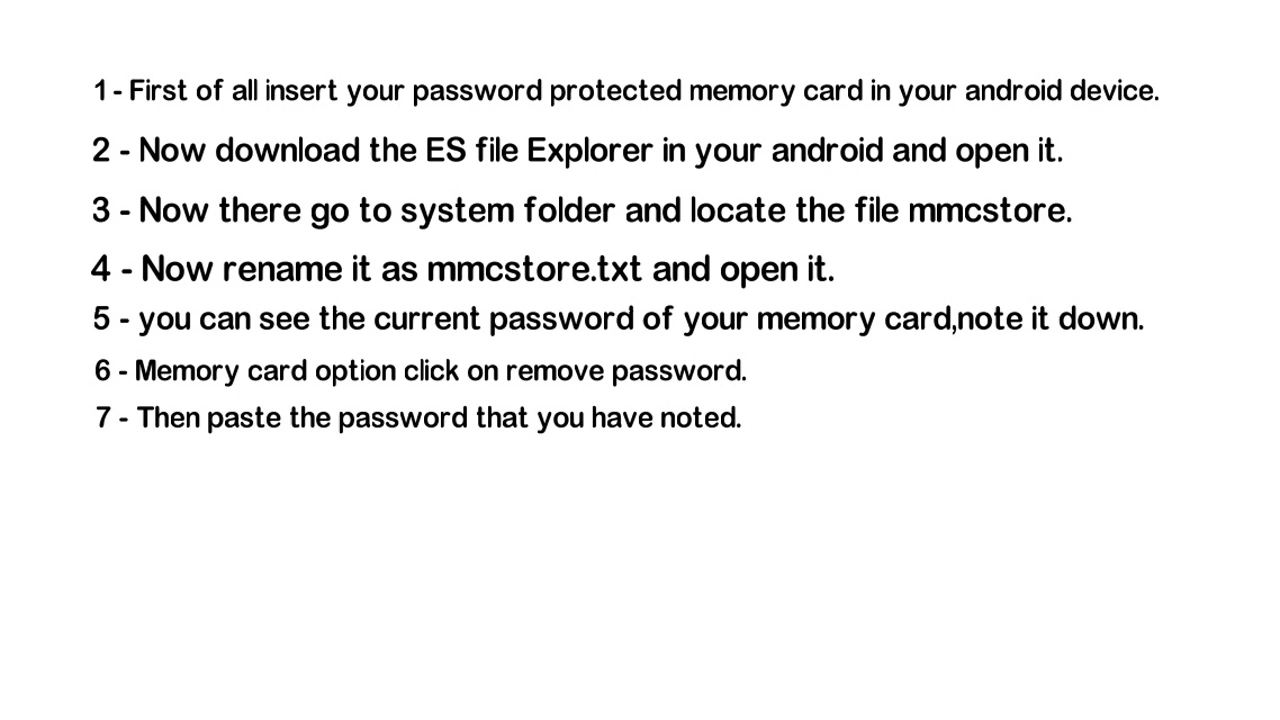 1 - First of all insert your password protected memory card in your android device.
2 - Now download the ES file Explorer in your android and open it.
3 - Now there go to system folder and locate the file mmcstore.
4 - Now rename it as mmcstore.txt and open it.
5 - you can see the current password of your memory card,note it down.
6 - Memory card option click on remove password.
7 - Then paste the password that you have noted.